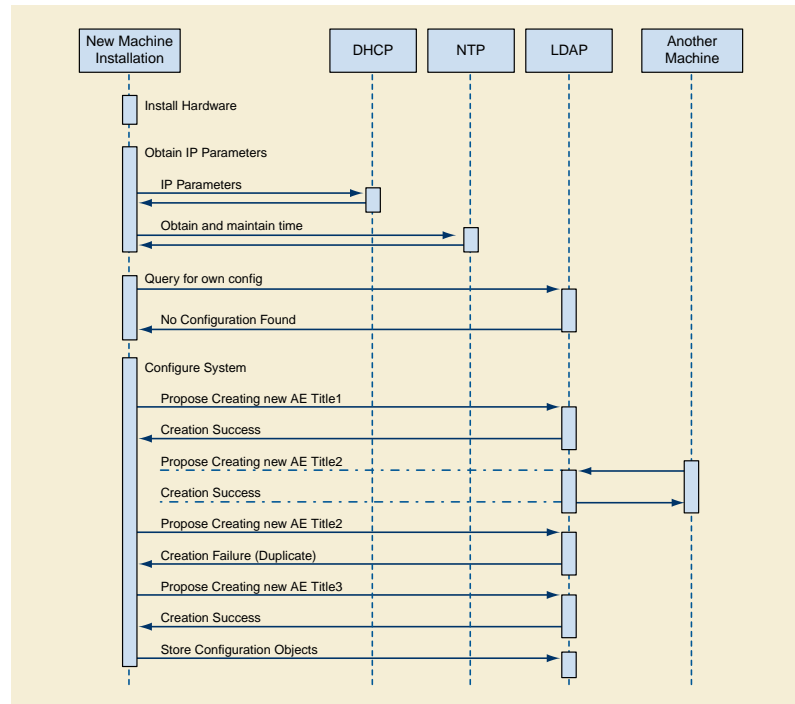 New Machine
Installation
DHCP
NTP
LDAP
Another
Machine
Install Hardware
Obtain IP Parameters
IP Parameters
Obtain and maintain time
Query for own config
No Configuration Found
Configure System
Propose Creating new AE Title1
Creation Success
Propose Creating new AE Title2
Creation Success
Propose Creating new AE Title2
Creation Failure (Duplicate)
Propose Creating new AE Title3
Creation Success
Store Configuration Objects